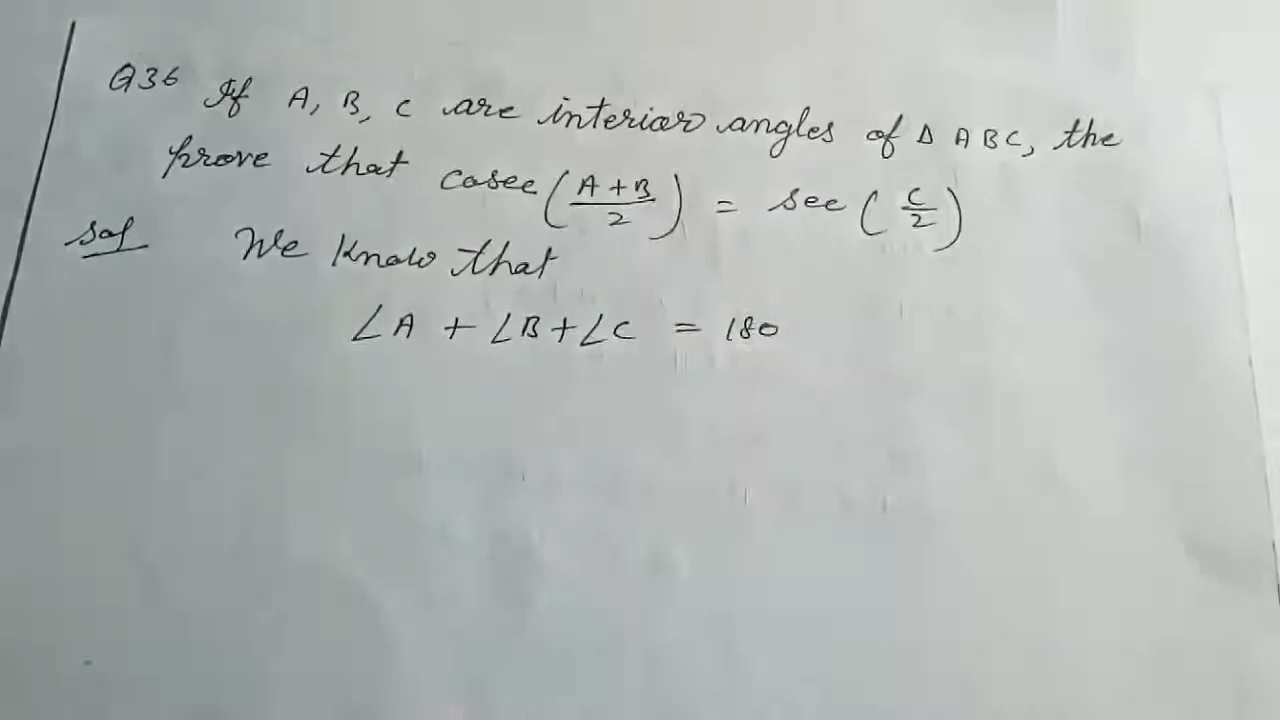 Q36 If A, B, C are interior angles of Δ ABC, the
prove that cosec (A+B/2) = sec (C/2)
Sol We know that
∠A + ∠B + ∠C = 180